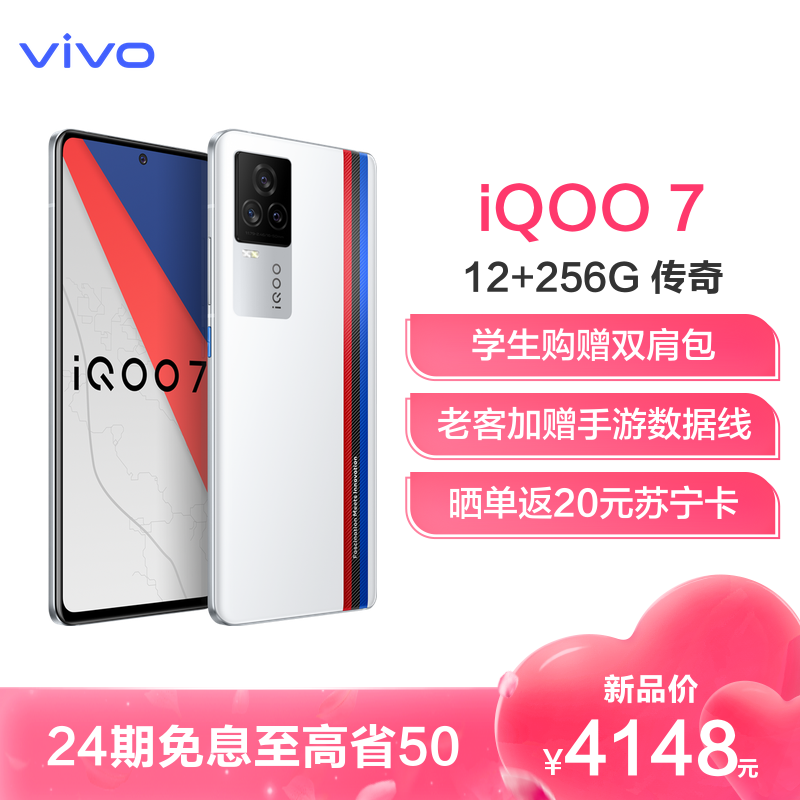 vivo
iQOO 7
12+256G 传奇
学生购赠双肩包
老客加赠手游数据线
晒单返20元苏宁卡
iQOO7
iQOO
Fascination Meets Innovation
24期免息至高省50
新品价
¥4148元